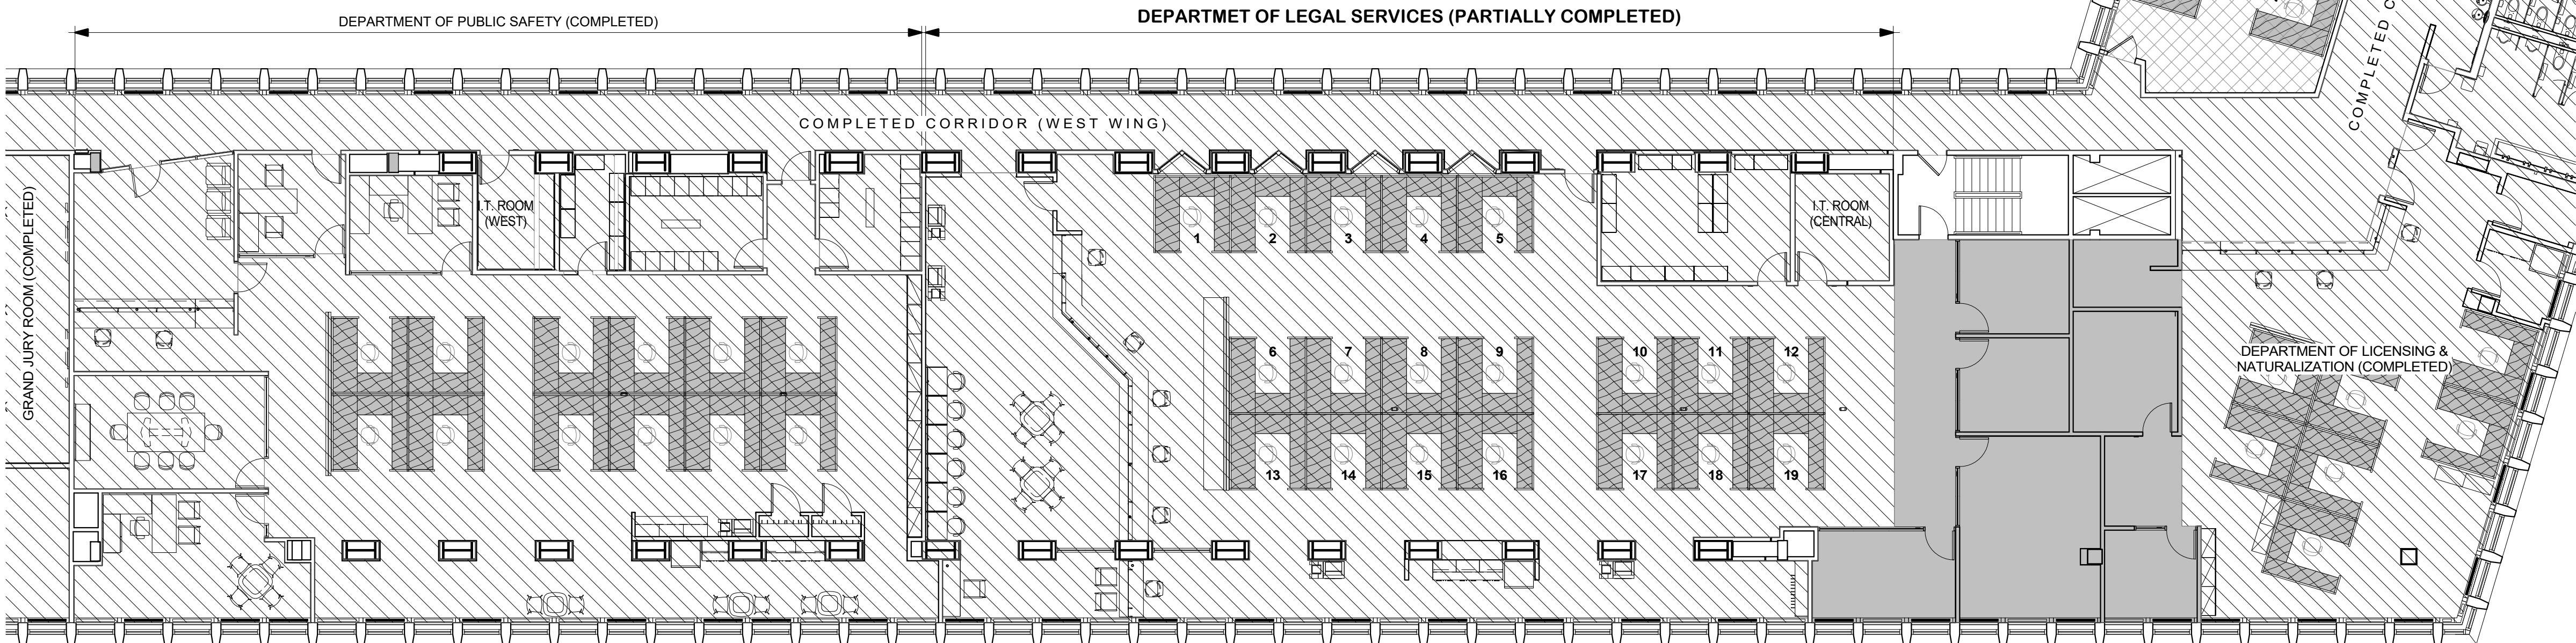 DEPARTMENT OF PUBLIC SAFETY (COMPLETED)
DEPARTMET OF LEGAL SERVICES (PARTIALLY COMPLETED)
COMPLETED CORRIDOR (WEST WING)
COMPLETED C
GRAND JURY ROOM (COMPLETED)
I.T. ROOM
(WEST)
I.T. ROOM
(CENTRAL)
1 2 3 4 5
6 7 8 9 10 11 12
DEPARTMENT OF LICENSING &
NATURALIZATION (COMPLETED)
13 14 15 16 17 18 19